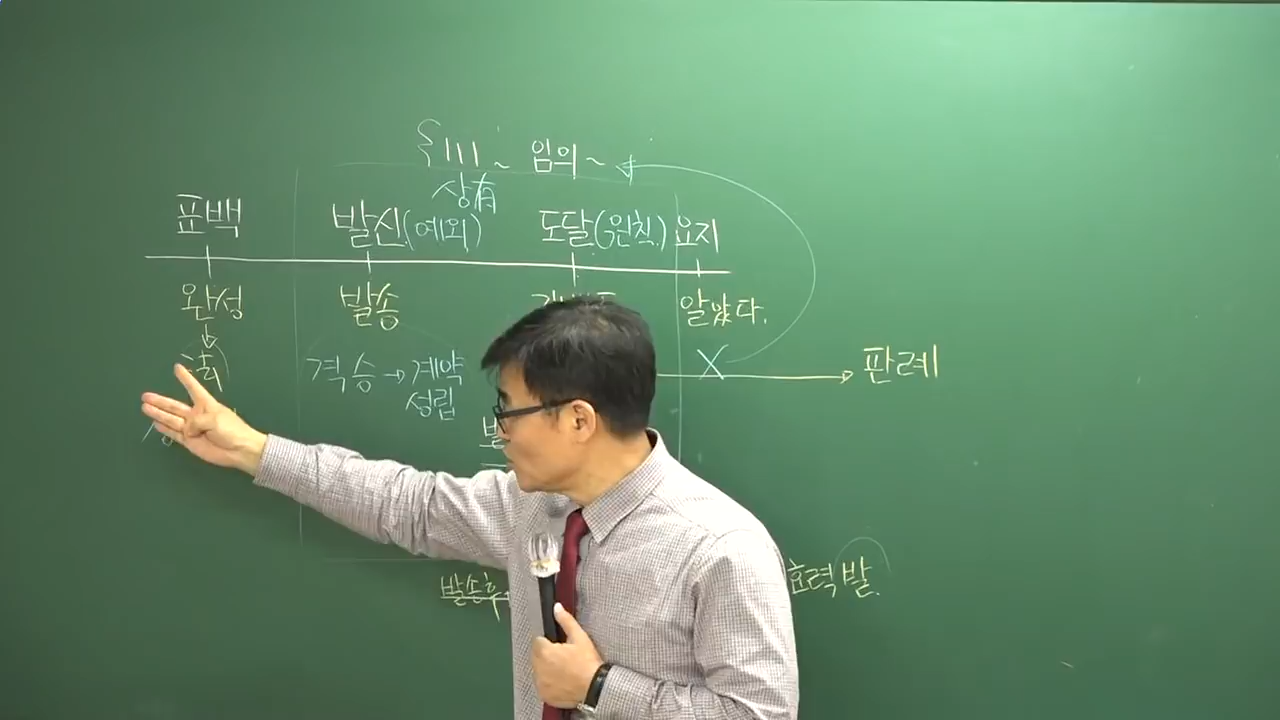 §111 ~ 임의 ~
상有
표백 발신(예외) 도달(원칙) 요지
완성 발송 알았다.
격승 → 계약 X → 판례
성립
발송후
효력발.